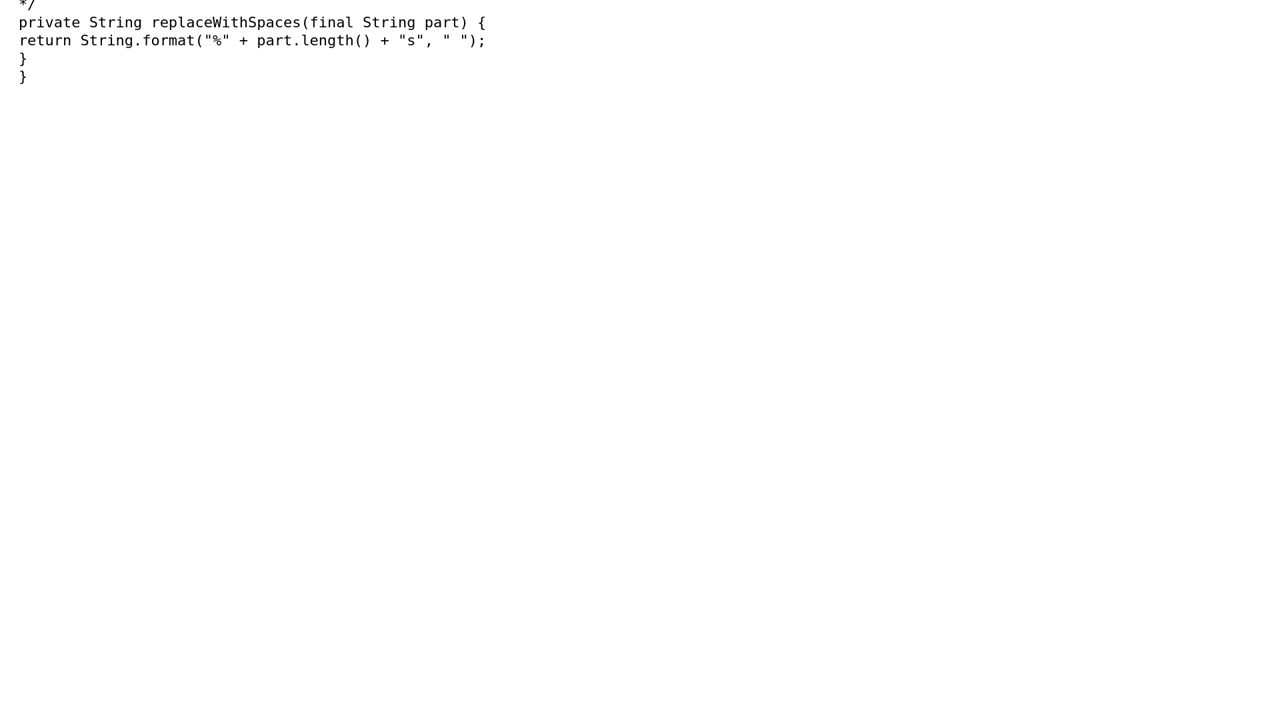 */
private String replaceWithSpaces(final String part) {
return String.format("%" + part.length() + "s", " ");
}
}